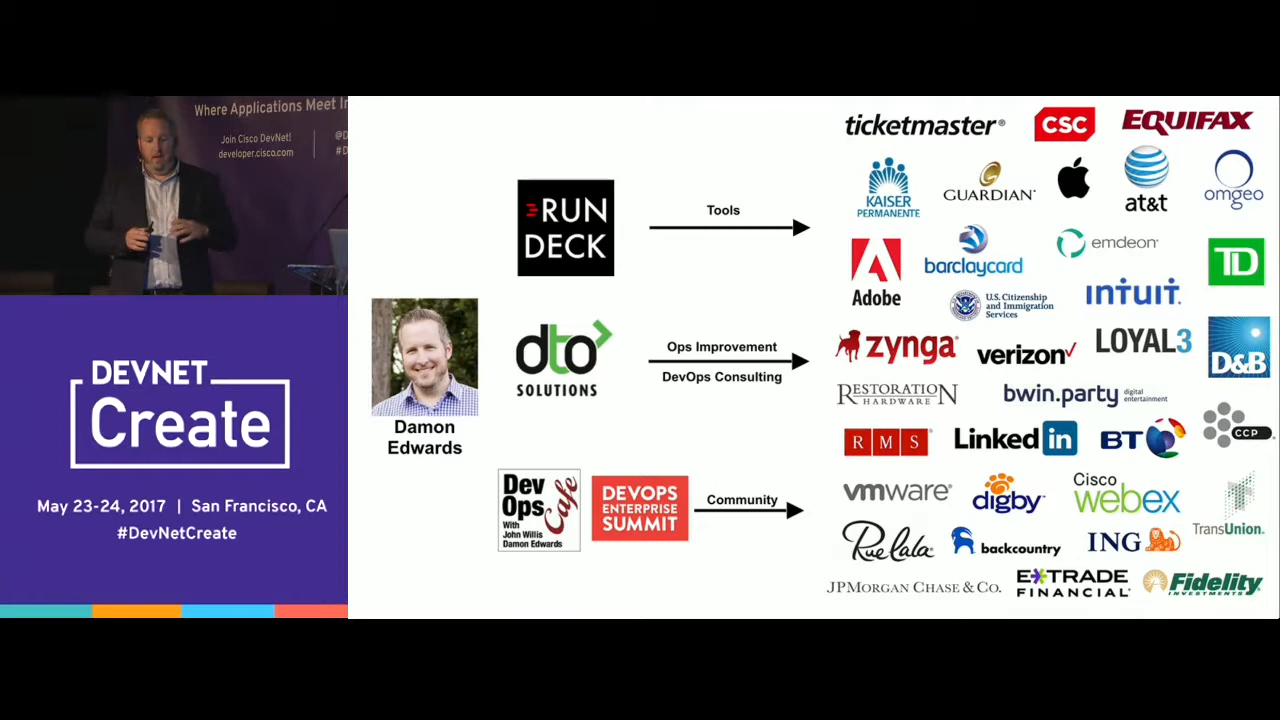 Where Applications Meet
Join Cisco DevNet!
developer.cisco.com
DEVNET
Create
May 23-24, 2017 | San Francisco, CA
#DevNetCreate
RUN
DECK
Tools
dto
SOLUTIONS
Ops Improvement
DevOps Consulting
Damon
Edwards
Dev
Ops
Cafe
With
John Willis
Damon Edwards
DEVOPS
ENTERPRISE
SUMMIT
Community
ticketmaster®
CSC
EQUIFAX
KAISER
PERMANENTE
GUARDIAN®
at&t
omgeo
Adobe
barclaycard
emdeon
TD
U.S. Citizenship
and Immigration
Services
INTUIT
zynga
verizon
LOYAL3
D&B
RESTORATION
HARDWARE
bwin.party digital
entertainment
RMS
Linked in
BT
CCP
vmware®
digby
Cisco
webex
TransUnion
Rue La La
backcountry
ING
JPMORGAN CHASE & CO.
E*TRADE
FINANCIAL
Fidelity
INVESTMENTS